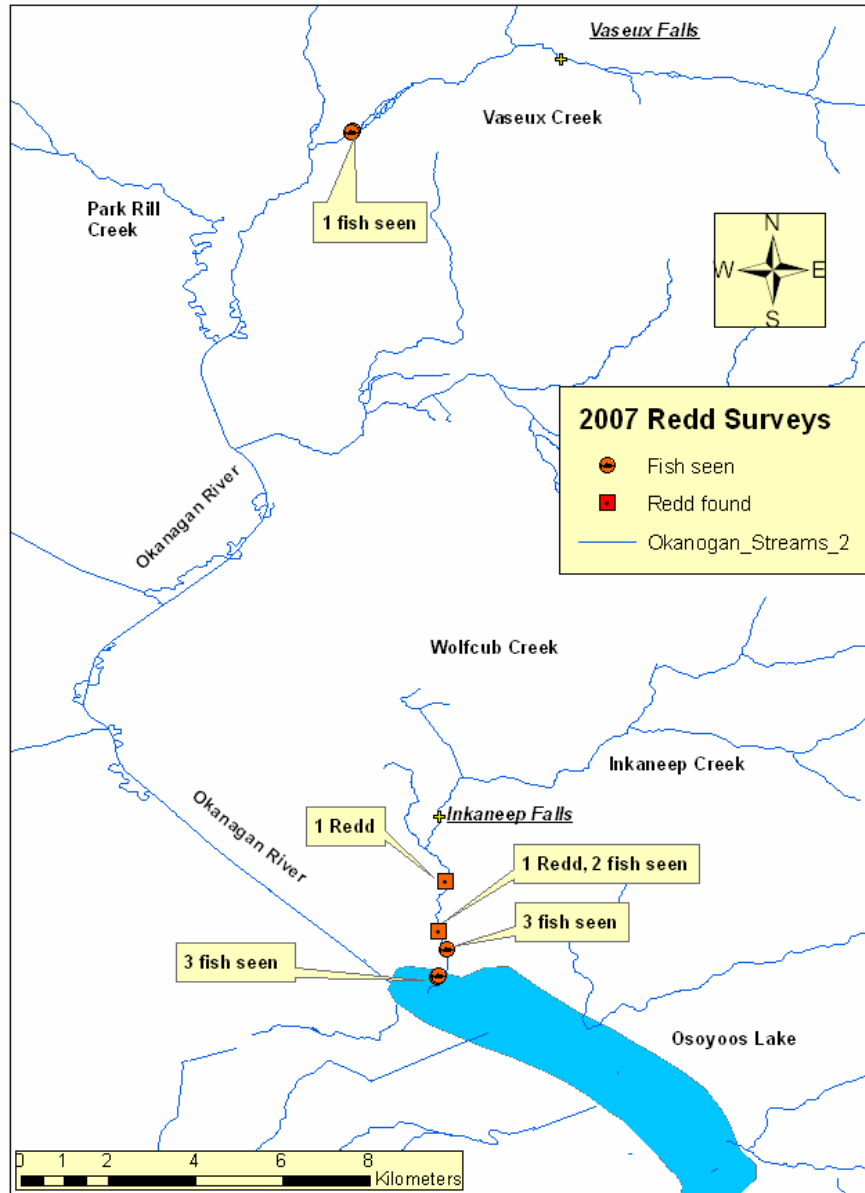 Vaseux Falls
Vaseux Creek
1 fish seen
Park Rill
Creek
N
W E
S
2007 Redd Surveys
Fish seen
Redd found
Okanogan_Streams_2
Okanagan River
Wolfcub Creek
Inkaneep Creek
Okanagan River
1 Redd
Inkaneep Falls
1 Redd, 2 fish seen
3 fish seen
3 fish seen
Osoyoos Lake
0 1 2 4 6 8
Kilometers